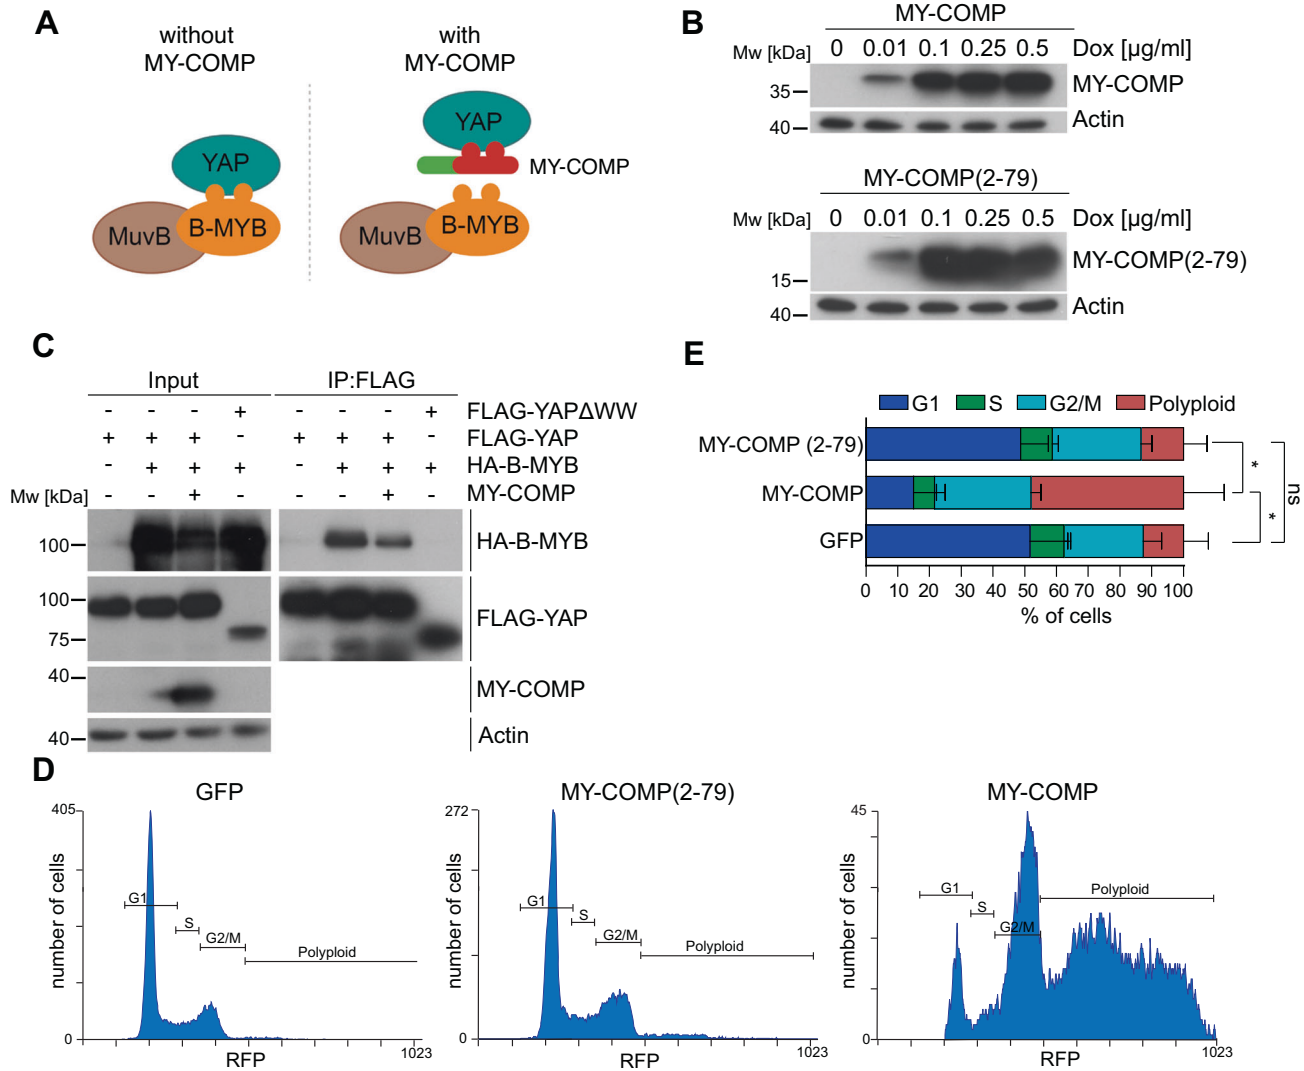 A
without
MY-COMP
with
MY-COMP
YAP
MuvB
B-MYB
YAP
MY-COMP
MuvB
B-MYB
B
MY-COMP
Mw [kDa]
0 0.01 0.1 0.25 0.5 Dox [µg/ml]
35
MY-COMP
40
Actin
MY-COMP(2-79)
Mw [kDa]
0 0.01 0.1 0.25 0.5 Dox [µg/ml]
15
MY-COMP(2-79)
40
Actin
C
Input IP:FLAG
- - - + - - - + FLAG-YAPΔWW
+ + + - + + + - FLAG-YAP
- + + + - + + + HA-B-MYB
Mw [kDa] - - + - - - + - MY-COMP
100 HA-B-MYB
100
75
FLAG-YAP
40
MY-COMP
40 Actin
E
G1 S G2/M Polyploid
MY-COMP (2-79)
MY-COMP
GFP
* * ns
0 10 20 30 40 50 60 70 80 90 100
% of cells
D
GFP
405
number of cells
G1
S
G2/M
Polyploid
0
RFP
1023
MY-COMP(2-79)
272
number of cells
G1
S
G2/M
Polyploid
0
RFP
1023
MY-COMP
45
number of cells
G1
S
G2/M
Polyploid
0
RFP
1023